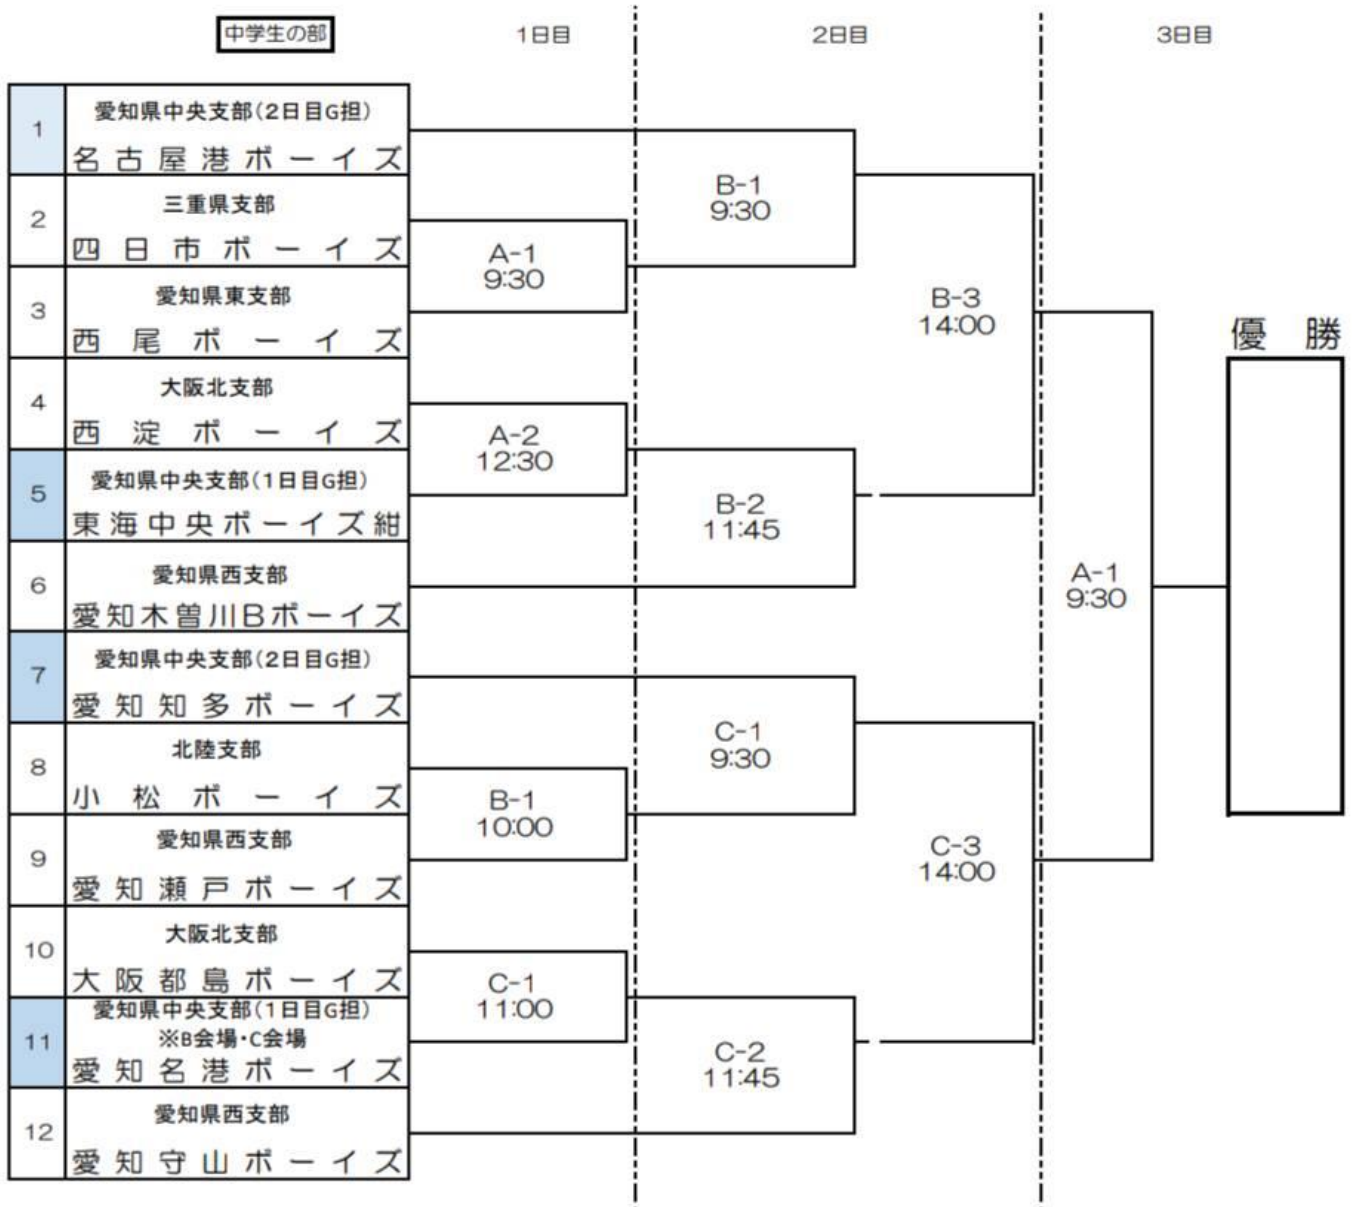 中学生の部 1日目 2日目 3日目
1
愛知県中央支部(2日目G担)
名古屋港ボーイズ
2
三重県支部
四日市ボーイズ
3
愛知県東支部
西尾ボーイズ
4
大阪北支部
西淀ボーイズ
5
愛知県中央支部(1日目G担)
東海中央ボーイズ紺
6
愛知県西支部
愛知木曽川Bボーイズ
7
愛知県中央支部(2日目G担)
愛知知多ボーイズ
8
北陸支部
小松ボーイズ
9
愛知県西支部
愛知瀬戸ボーイズ
10
大阪北支部
大阪都島ボーイズ
11
愛知県中央支部(1日目G担)
※B会場・C会場
愛知名港ボーイズ
12
愛知県西支部
愛知守山ボーイズ
A-1
9:30
A-2
12:30
B-1
10:00
C-1
11:00
B-1
9:30
B-2
11:45
C-1
9:30
C-2
11:45
B-3
14:00
C-3
14:00
A-1
9:30
優勝